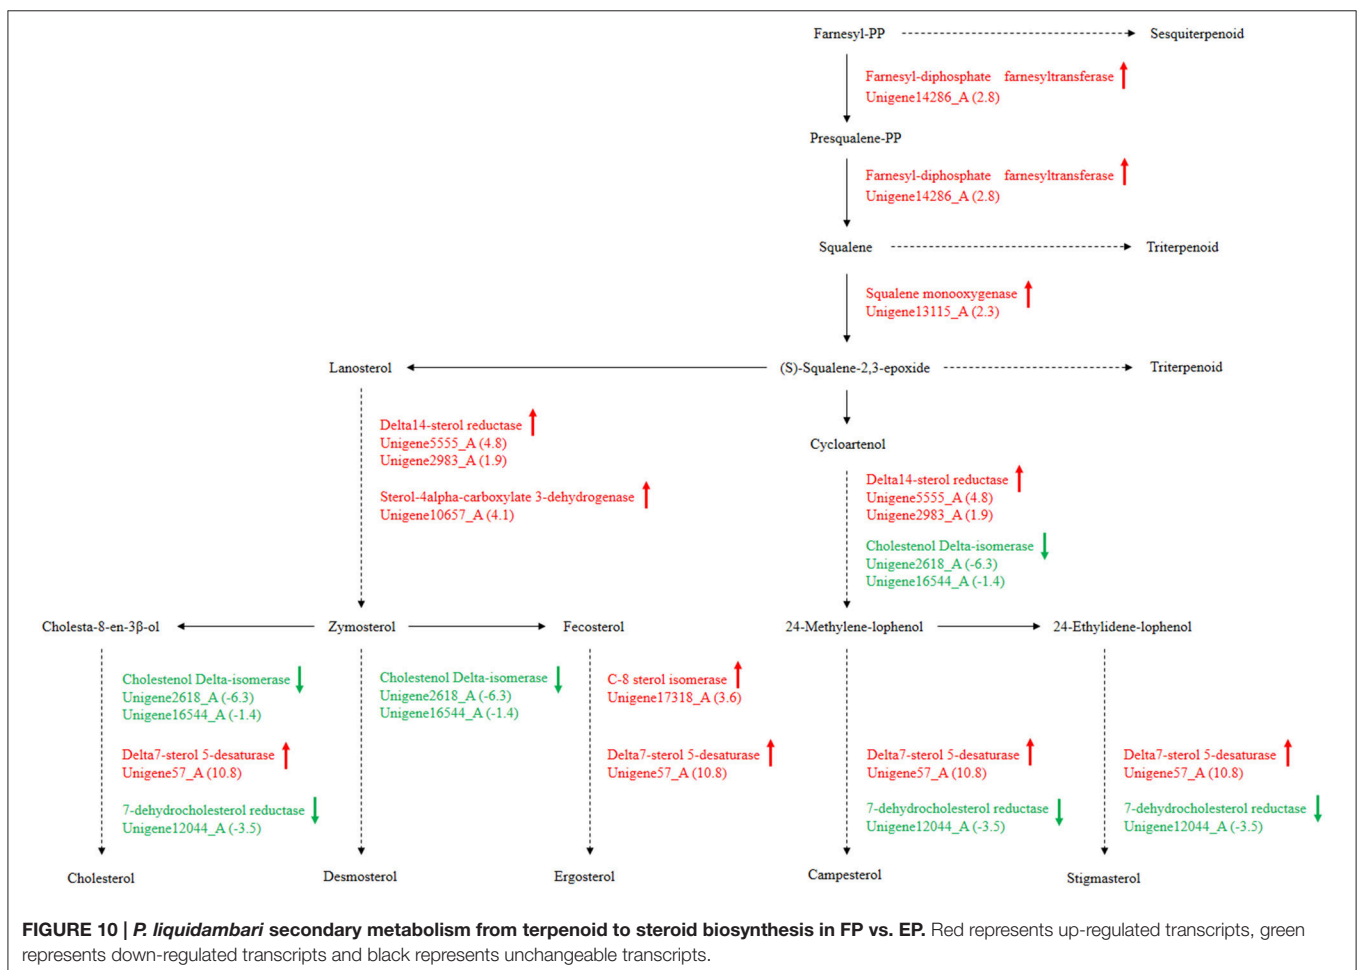 Farnesyl-PP
Sesquiterpenoid
Farnesyl-diphosphate farnesyltransferase
Unigene14286_A (2.8)
Presqualene-PP
Farnesyl-diphosphate farnesyltransferase
Unigene14286_A (2.8)
Squalene
Triterpenoid
Squalene monooxygenase
Unigene13115_A (2.3)
Lanosterol
(S)-Squalene-2,3-epoxide
Triterpenoid
Delta14-sterol reductase
Unigene5555_A (4.8)
Unigene2983_A (1.9)
Sterol-4alpha-carboxylate 3-dehydrogenase
Unigene10657_A (4.1)
Cycloartenol
Delta14-sterol reductase
Unigene5555_A (4.8)
Unigene2983_A (1.9)
Cholestenol Delta-isomerase
Unigene2618_A (-6.3)
Unigene16544_A (-1.4)
Cholesta-8-en-3β-ol
Zymosterol
Fecosterol
24-Methylene-lophenol
24-Ethylidene-lophenol
Cholestenol Delta-isomerase
Unigene2618_A (-6.3)
Unigene16544_A (-1.4)
Delta7-sterol 5-desaturase
Unigene57_A (10.8)
7-dehydrocholesterol reductase
Unigene12044_A (-3.5)
Cholestenol Delta-isomerase
Unigene2618_A (-6.3)
Unigene16544_A (-1.4)
C-8 sterol isomerase
Unigene17318_A (3.6)
Delta7-sterol 5-desaturase
Unigene57_A (10.8)
Delta7-sterol 5-desaturase
Unigene57_A (10.8)
7-dehydrocholesterol reductase
Unigene12044_A (-3.5)
Delta7-sterol 5-desaturase
Unigene57_A (10.8)
7-dehydrocholesterol reductase
Unigene12044_A (-3.5)
Cholesterol
Desmosterol
Ergosterol
Campesterol
Stigmasterol
FIGURE 10 | P. liquidambari secondary metabolism from terpenoid to steroid biosynthesis in FP vs. EP. Red represents up-regulated transcripts, green
represents down-regulated transcripts and black represents unchangeable transcripts.